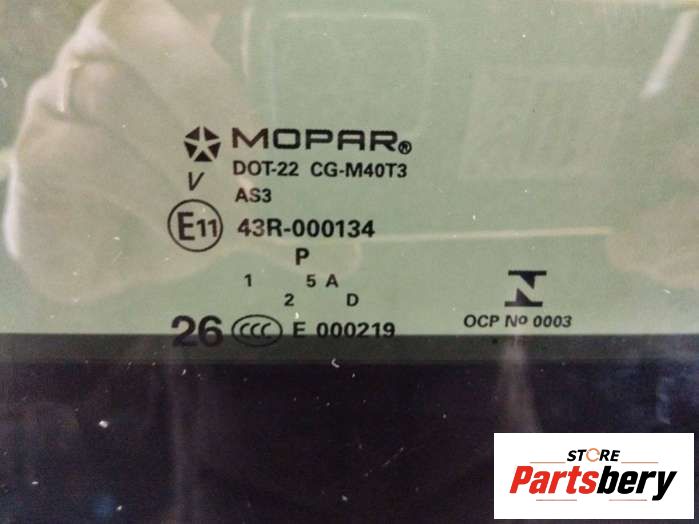 MOPAR®
DOT-22 CG-M40T3
V
AS3
E11 43R-000134
P
1 5 A
2 D
26 CCC E 000219
OCP Nº 0003
STORE
Partsbery